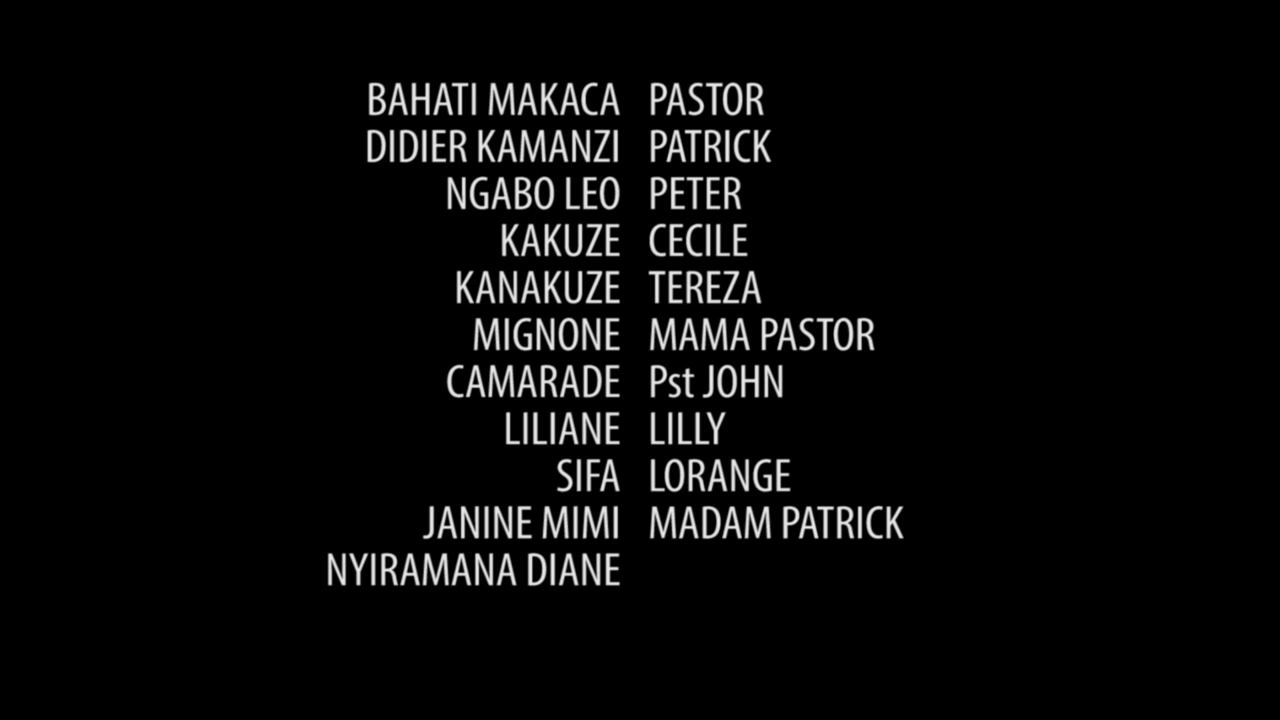 BAHATI MAKACA PASTOR
DIDIER KAMANZI PATRICK
NGABO LEO PETER
KAKUZE CECILE
KANAKUZE TEREZA
MIGNONE MAMA PASTOR
CAMARADE Pst JOHN
LILIANE LILLY
SIFA LORANGE
JANINE MIMI MADAM PATRICK
NYIRAMANA DIANE